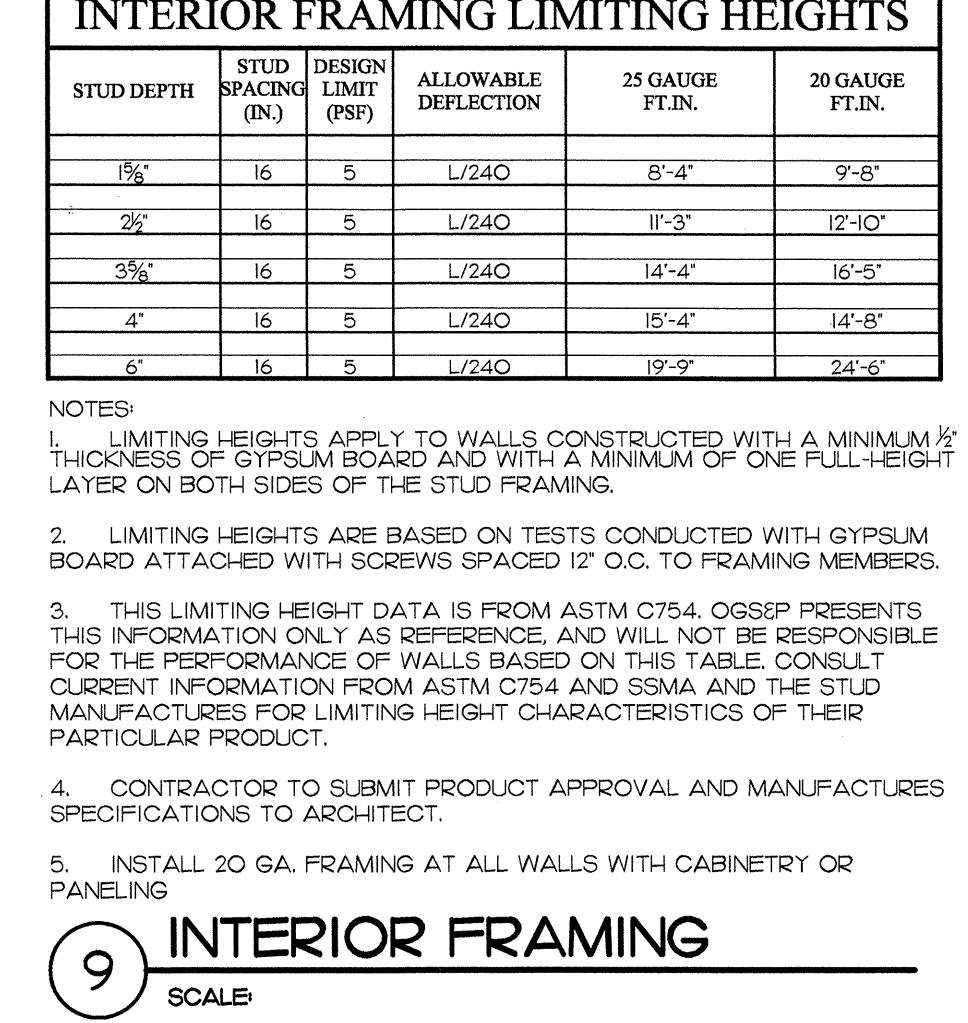 INTERIOR FRAMING LIMITING HEIGHTS
STUD DEPTH STUD SPACING (IN.) DESIGN LIMIT (PSF) ALLOWABLE DEFLECTION 25 GAUGE FT.IN. 20 GAUGE FT.IN.
1⅝" 16 5 L/240 8'-4" 9'-8"
2½" 16 5 L/240 11'-3" 12'-10"
3⅝" 16 5 L/240 14'-4" 16'-5"
4" 16 5 L/240 15'-4" 14'-8"
6" 16 5 L/240 19'-9" 24'-6"
NOTES:
1. LIMITING HEIGHTS APPLY TO WALLS CONSTRUCTED WITH A MINIMUM ½"
THICKNESS OF GYPSUM BOARD AND WITH A MINIMUM OF ONE FULL-HEIGHT
LAYER ON BOTH SIDES OF THE STUD FRAMING.
2. LIMITING HEIGHTS ARE BASED ON TESTS CONDUCTED WITH GYPSUM
BOARD ATTACHED WITH SCREWS SPACED 12" O.C. TO FRAMING MEMBERS.
3. THIS LIMITING HEIGHT DATA IS FROM ASTM C754. OGS&P PRESENTS
THIS INFORMATION ONLY AS REFERENCE, AND WILL NOT BE RESPONSIBLE
FOR THE PERFORMANCE OF WALLS BASED ON THIS TABLE. CONSULT
CURRENT INFORMATION FROM ASTM C754 AND SSMA AND THE STUD
MANUFACTURES FOR LIMITING HEIGHT CHARACTERISTICS OF THEIR
PARTICULAR PRODUCT.
4. CONTRACTOR TO SUBMIT PRODUCT APPROVAL AND MANUFACTURES
SPECIFICATIONS TO ARCHITECT.
5. INSTALL 20 GA. FRAMING AT ALL WALLS WITH CABINETRY OR
PANELING
9 INTERIOR FRAMING
SCALE: